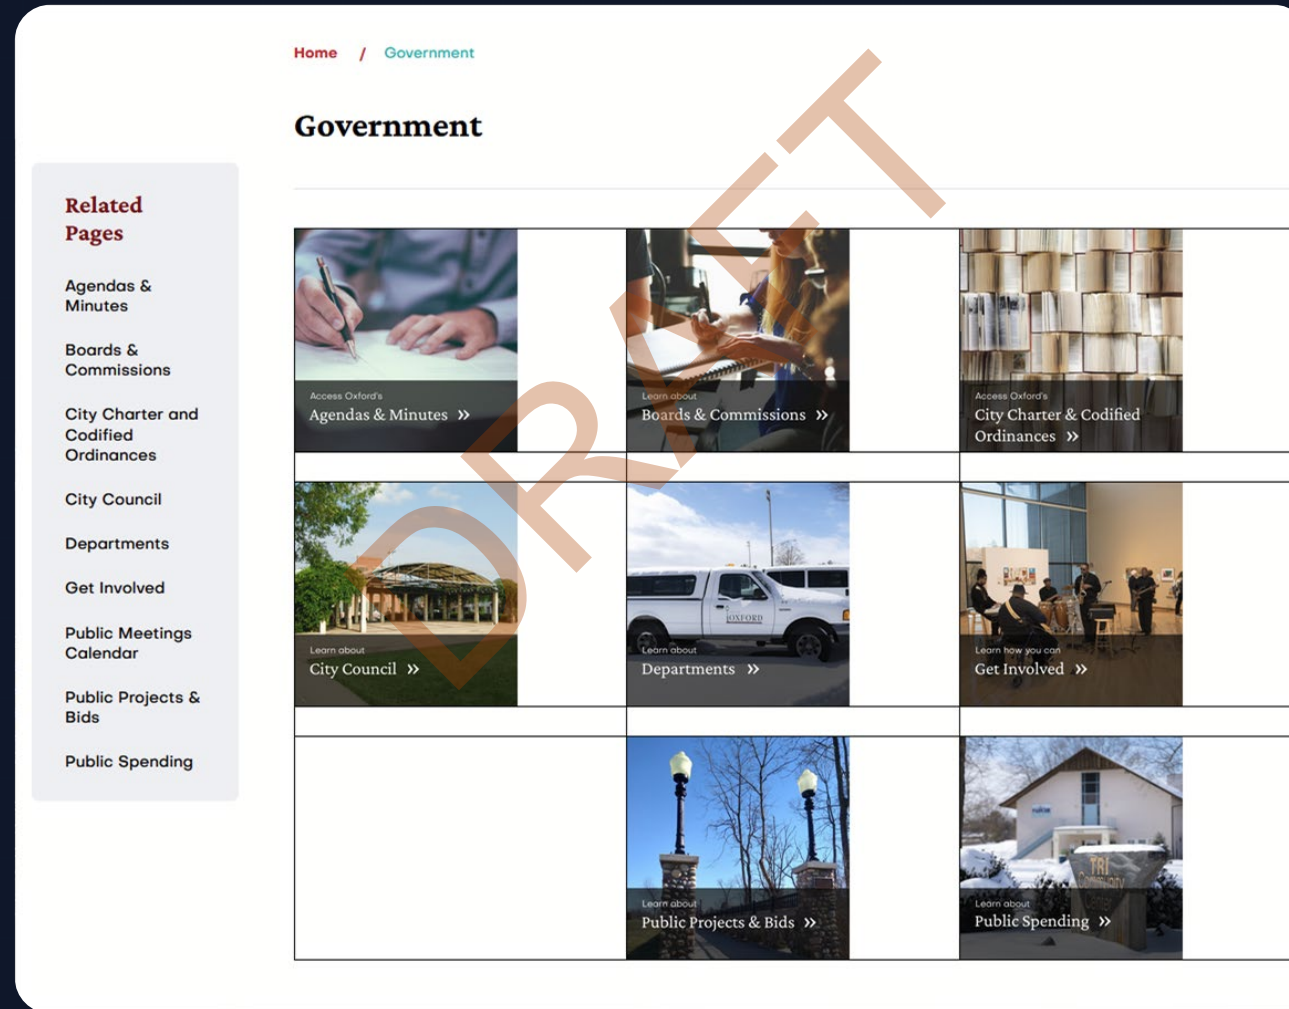 Home / Government
Government
Related
Pages
Agendas &
Minutes
Boards &
Commissions
City Charter and
Codified
Ordinances
City Council
Departments
Get Involved
Public Meetings
Calendar
Public Projects &
Bids
Public Spending
Access Oxford's
Agendas & Minutes »
Learn about
Boards & Commissions »
Access Oxford's
City Charter & Codified
Ordinances »
Learn about
City Council »
OXFORD
Learn about
Departments »
Learn how you can
Get Involved »
Learn about
Public Projects & Bids »
TRI
Community
Learn about
Public Spending »
DRAFT